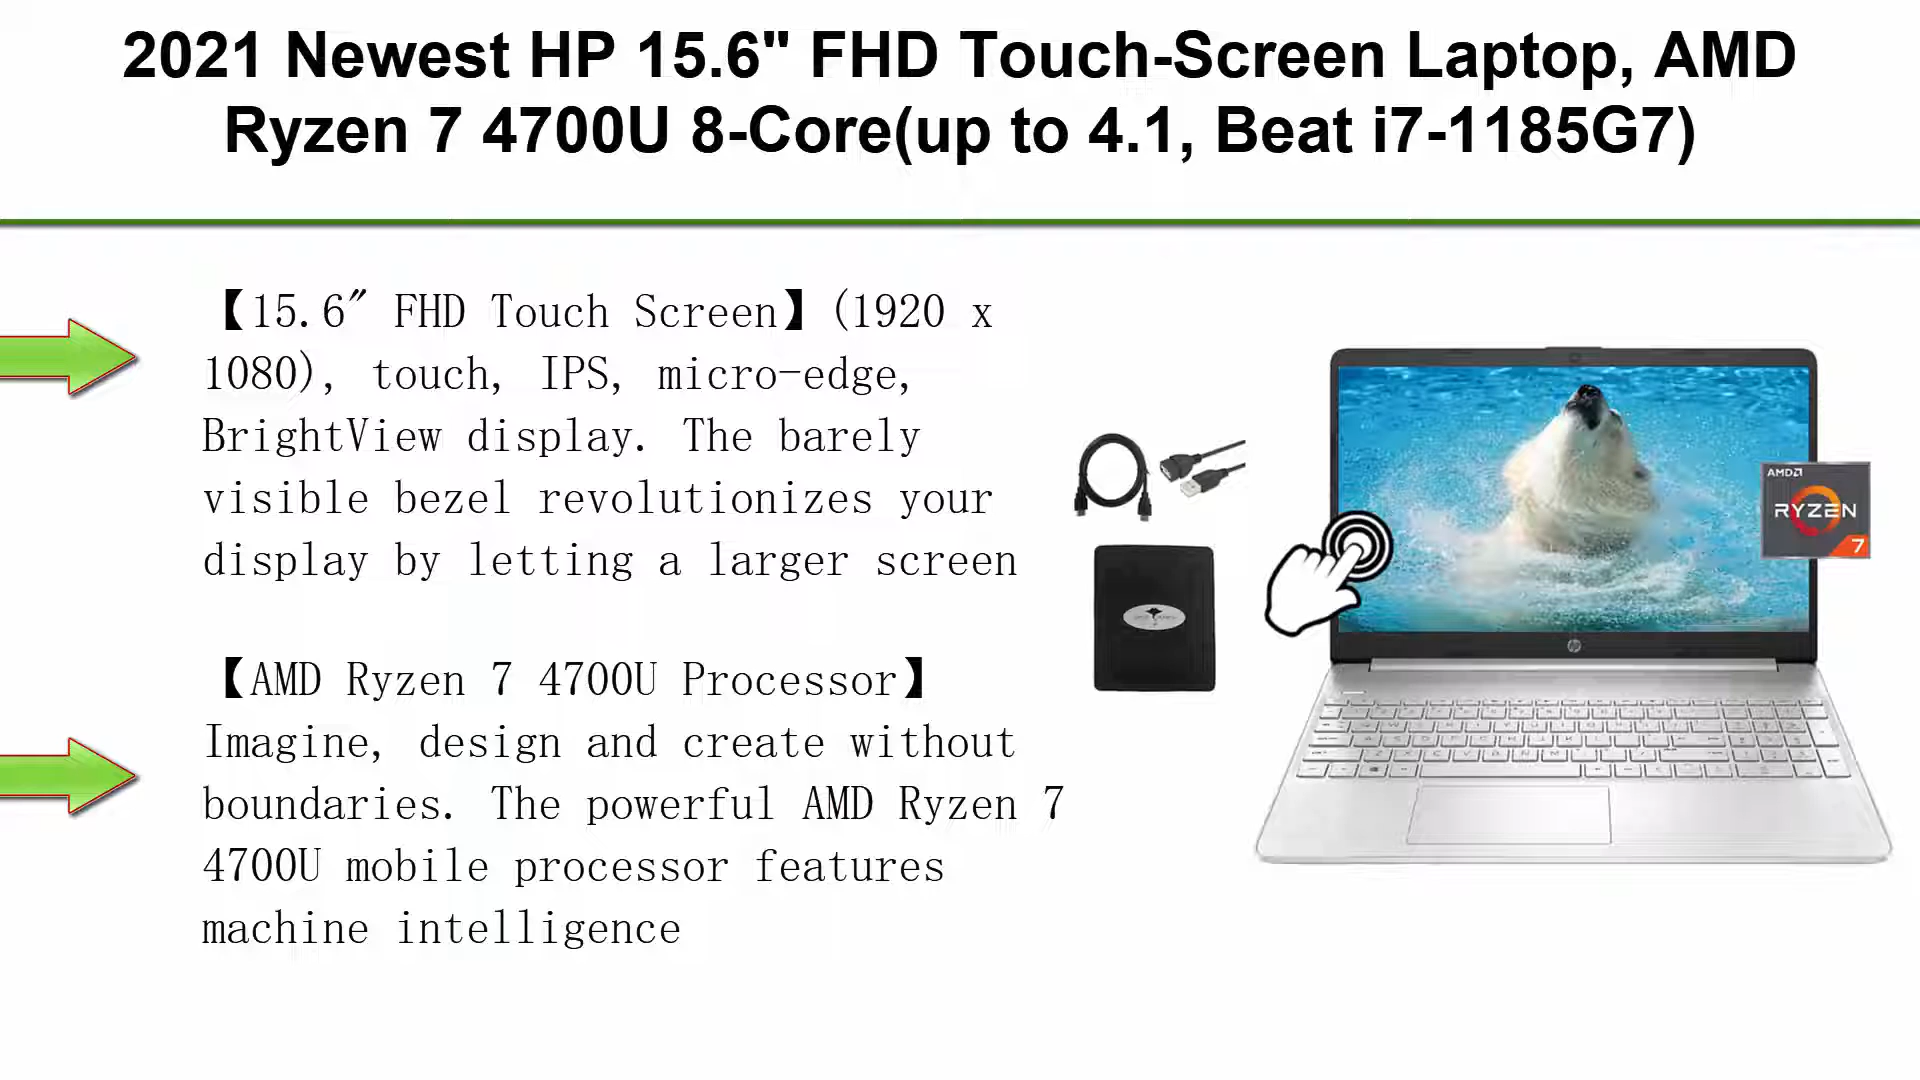 2021 Newest HP 15.6" FHD Touch-Screen Laptop, AMD
Ryzen 7 4700U 8-Core(up to 4.1, Beat i7-1185G7)
【15.6″ FHD Touch Screen】(1920 x
1080), touch, IPS, micro-edge,
BrightView display. The barely
visible bezel revolutionizes your
display by letting a larger screen
【AMD Ryzen 7 4700U Processor】
Imagine, design and create without
boundaries. The powerful AMD Ryzen 7
4700U mobile processor features
machine intelligence
AMD
RYZEN
7
hp